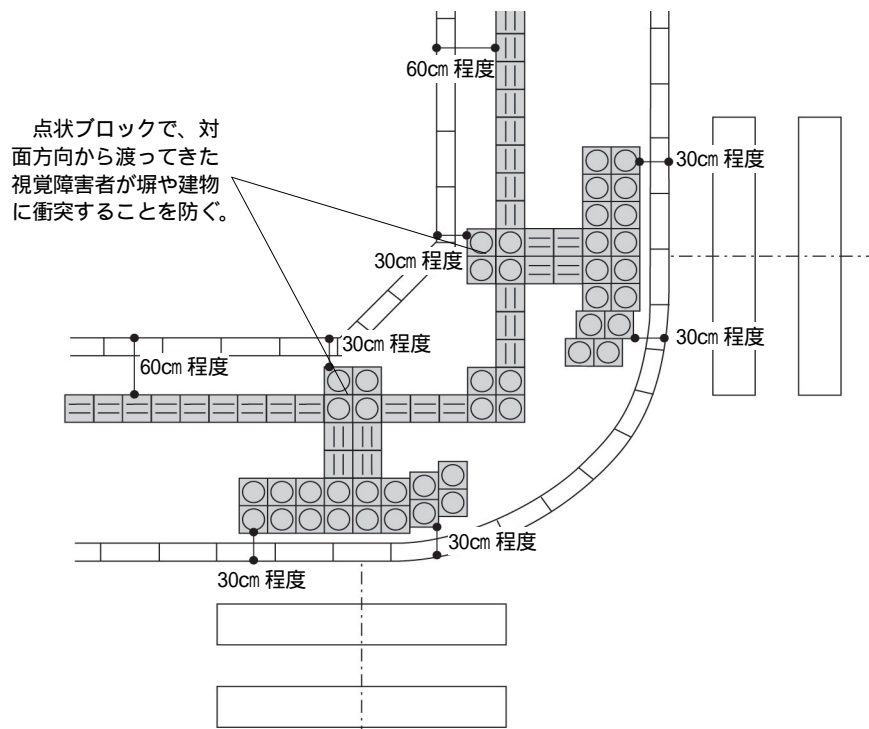 60cm 程度
点状ブロックで、対
面方向から渡ってきた
視覚障害者が塀や建物
に衝突することを防ぐ。
30cm 程度
30cm 程度
30cm 程度
30cm 程度
60cm 程度
30cm 程度
30cm 程度